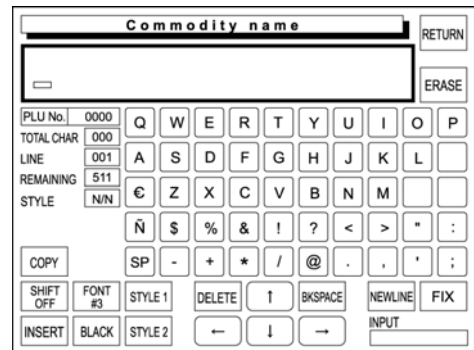 Commodity name
RETURN
ERASE
PLU No. 0000
TOTAL CHAR 000
LINE 001
REMAINING 511
STYLE N/N
Q W E R T Y U I O P
A S D F G H J K L
€ Z X C V B N M
Ñ $ % & ! ? < > " :
COPY SP - + * / @ . , ' ;
SHIFT OFF FONT #3 STYLE 1 DELETE ↑ BKSPACE NEWLINE FIX
INSERT BLACK STYLE 2 ← ↓ → INPUT